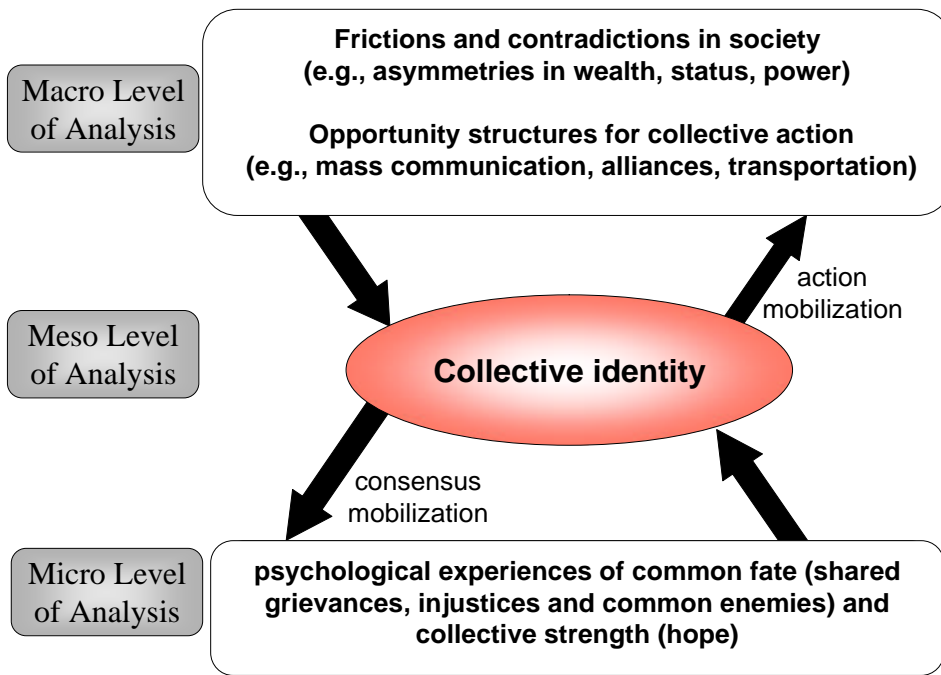 Frictions and contradictions in society
(e.g., asymmetries in wealth, status, power)
Macro Level
of Analysis
Opportunity structures for collective action
(e.g., mass communication, alliances, transportation)
action
mobilization
Meso Level
of Analysis
Collective identity
consensus
mobilization
Micro Level
of Analysis
psychological experiences of common fate (shared
grievances, injustices and common enemies) and
collective strength (hope)